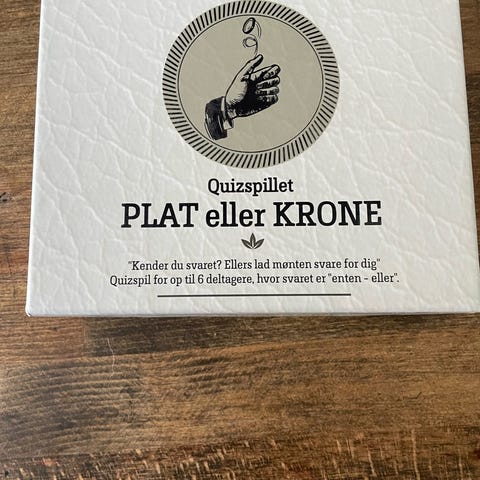 Quizspillet
PLAT eller KRONE
"Kender du svaret? Ellers lad mønten svare for dig"
Quizspil for op til 6 deltagere, hvor svaret er "enten - eller".